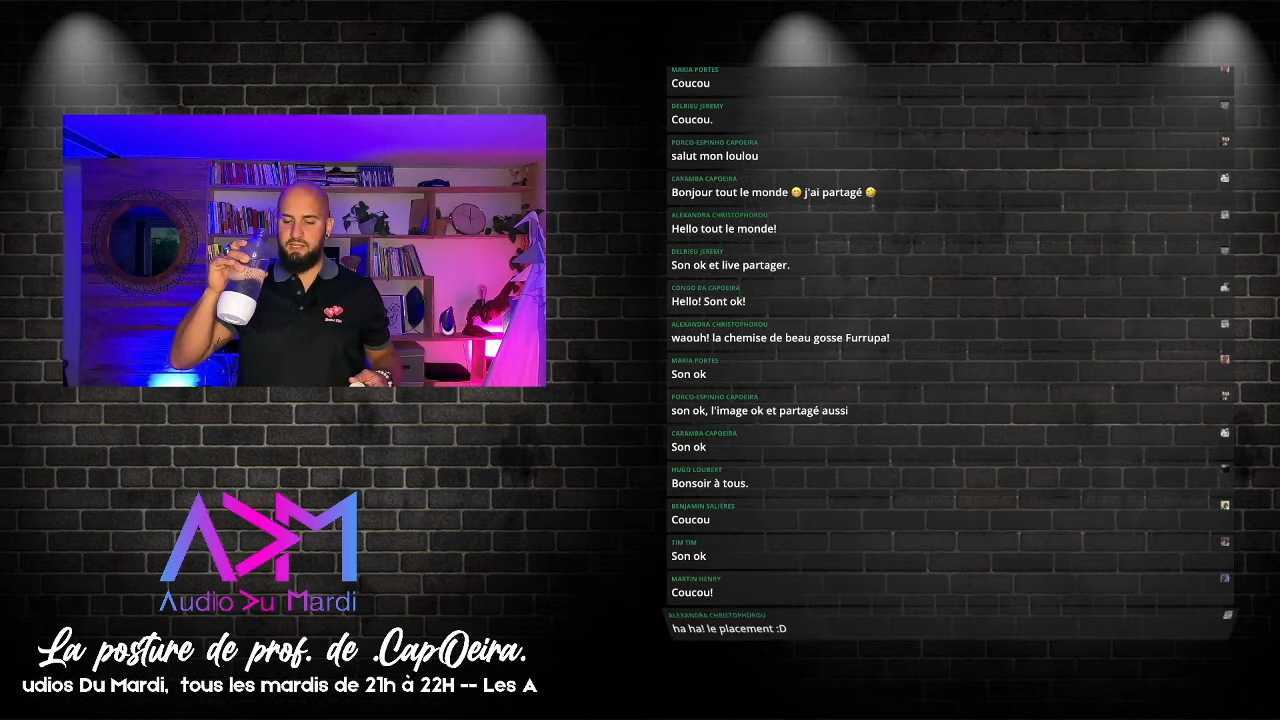 MARIA PORTES
Coucou
DELRIEU JEREMY
Coucou.
PORCO-ESPINHO CAPOEIRA
salut mon loulou
CARAMBA CAPOEIRA
Bonjour tout le monde 😁 j'ai partagé 🤣
ALEXANDRA CHRISTOPHOROU
Hello tout le monde!
DELRIEU JEREMY
Son ok et live partager.
CONGO DA CAPOEIRA
Hello! Sont ok!
ALEXANDRA CHRISTOPHOROU
waouh! la chemise de beau gosse Furrupa!
MARIA PORTES
Son ok
PORCO-ESPINHO CAPOEIRA
son ok, l'image ok et partagé aussi
CARAMBA CAPOEIRA
Son ok
HUGO LOUBERT
Bonsoir à tous.
BENJAMIN SALIÈRES
Coucou
TIM TIM
Son ok
MARTIN HENRY
Coucou!
ALEXANDRA CHRISTOPHOROU
ha ha! le placement :D
ADM
Audio Du Mardi
La posture de prof. de .CapOeira.
udios Du Mardi, tous les mardis de 21h à 22H -- Les A